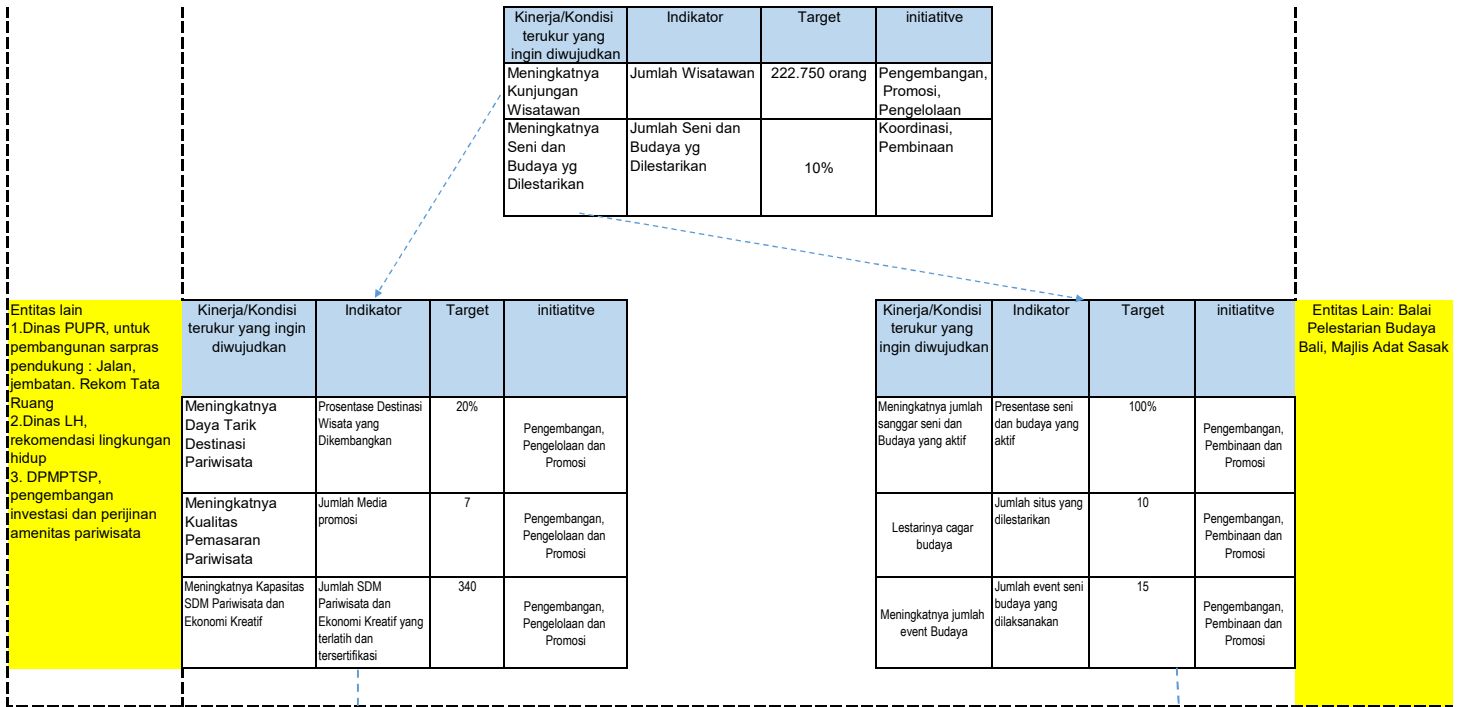 Kinerja/Kondisi
terukur yang
ingin diwujudkan
Indikator
Target
initiatitve
Meningkatnya
Kunjungan
Wisatawan
Jumlah Wisatawan
222.750 orang
Pengembangan,
Promosi,
Pengelolaan
Meningkatnya
Seni dan
Budaya yg
Dilestarikan
Jumlah Seni dan
Budaya yg
Dilestarikan
10%
Koordinasi,
Pembinaan
Entitas lain
1.Dinas PUPR, untuk
pembangunan sarpras
pendukung : Jalan,
jembatan. Rekom Tata
Ruang
2.Dinas LH,
rekomendasi lingkungan
hidup
3. DPMPTSP,
pengembangan
investasi dan perijinan
amenitas pariwisata
Kinerja/Kondisi
terukur yang ingin
diwujudkan
Indikator
Target
initiatitve
Meningkatnya
Daya Tarik
Destinasi
Pariwisata
Prosentase Destinasi
Wisata yang
Dikembangkan
20%
Pengembangan,
Pengelolaan dan
Promosi
Meningkatnya
Kualitas
Pemasaran
Pariwisata
Jumlah Media
promosi
7
Pengembangan,
Pengelolaan dan
Promosi
Meningkatnya Kapasitas
SDM Pariwisata dan
Ekonomi Kreatif
Jumlah SDM
Pariwisata dan
Ekonomi Kreatif yang
terlatih dan
tersertifikasi
340
Pengembangan,
Pengelolaan dan
Promosi
Kinerja/Kondisi
terukur yang
ingin diwujudkan
Indikator
Target
initiatitve
Meningkatnya jumlah
sanggar seni dan
Budaya yang aktif
Presentase seni
dan budaya yang
aktif
100%
Pengembangan,
Pembinaan dan
Promosi
Lestarinya cagar
budaya
Jumlah situs yang
dilestarikan
10
Pengembangan,
Pembinaan dan
Promosi
Meningkatnya jumlah
event Budaya
Jumlah event seni
budaya yang
dilaksanakan
15
Pengembangan,
Pembinaan dan
Promosi
Entitas Lain: Balai
Pelestarian Budaya
Bali, Majlis Adat Sasak